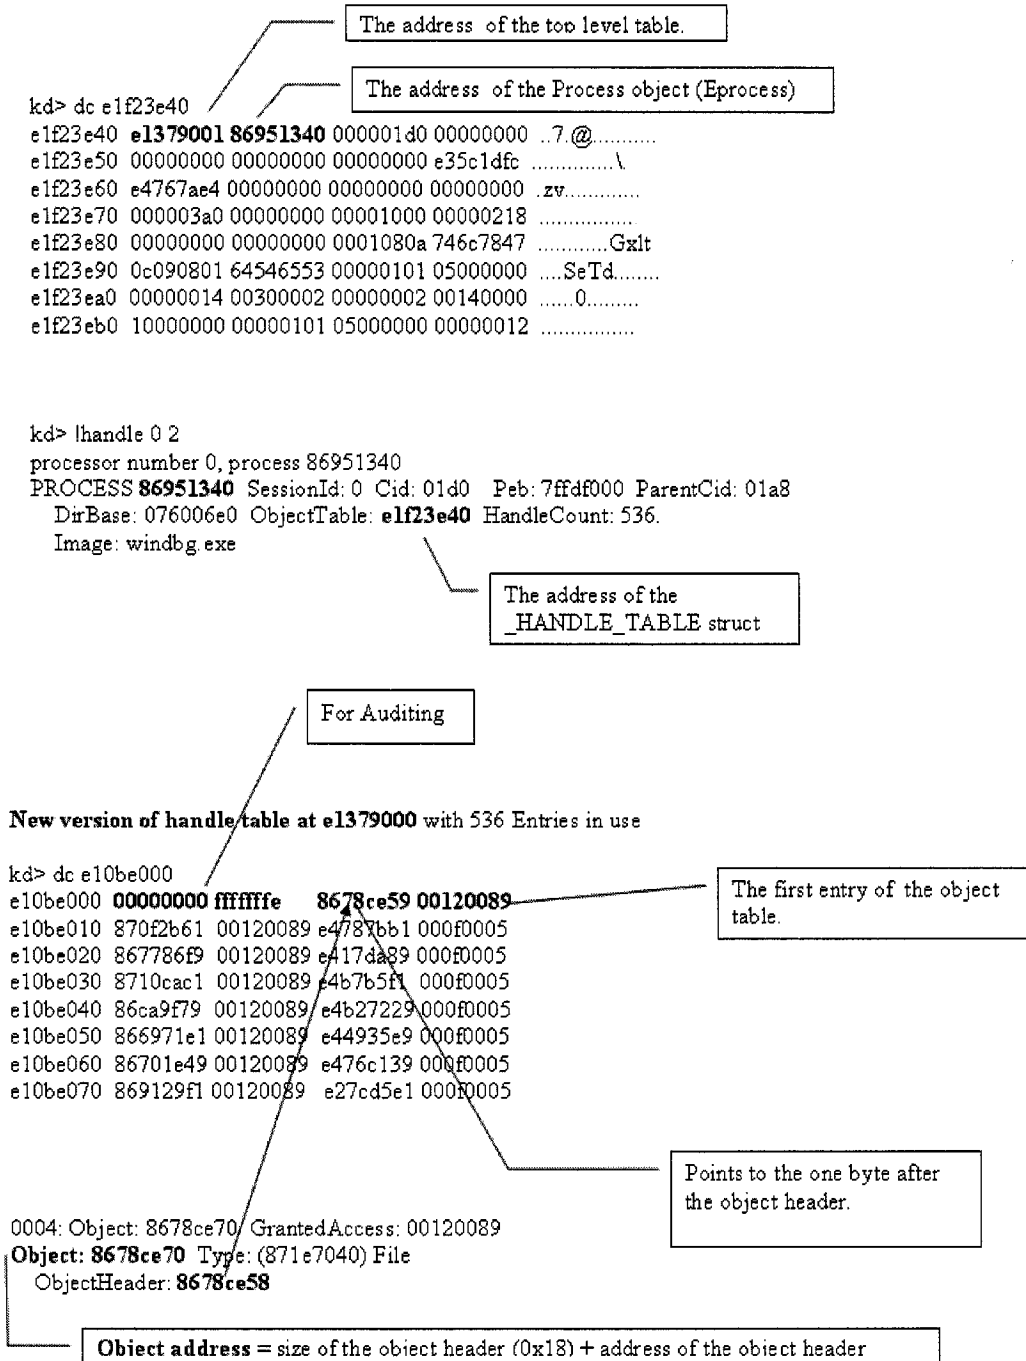 The address of the top level table.
The address of the Process object (Eprocess)
kd> dc e1f23e40
e1f23e40 e1379001 86951340 000001d0 00000000 ..7.@..........
e1f23e50 00000000 00000000 00000000 e35c1dfc ..............\.
e1f23e60 e4767ae4 00000000 00000000 00000000 .zv.............
e1f23e70 000003a0 00000000 00001000 00000218 ................
e1f23e80 00000000 00000000 0001080a 746c7847 ............Gxlt
e1f23e90 0c090801 64546553 00000101 05000000 ....SeTd........
e1f23ea0 00000014 00300002 00000002 00140000 ......0.........
e1f23eb0 10000000 00000101 05000000 00000012 ................
kd> !handle 0 2
processor number 0, process 86951340
PROCESS 86951340 SessionId: 0 Cid: 01d0 Peb: 7ffdf000 ParentCid: 01a8
DirBase: 076006e0 ObjectTable: e1f23e40 HandleCount: 536.
Image: windbg.exe
The address of the
_HANDLE_TABLE struct
For Auditing
New version of handle table at e1379000 with 536 Entries in use
kd> dc e10be000
e10be000 00000000 fffffffe 8678ce59 00120089
The first entry of the object
table.
e10be010 870f2b61 00120089 e4787bb1 000f0005
e10be020 867786f9 00120089 e417da89 000f0005
e10be030 8710cac1 00120089 e4b7b5f1 000f0005
e10be040 86ca9f79 00120089 e4b27229 000f0005
e10be050 866971e1 00120089 e44935e9 000f0005
e10be060 86701e49 00120089 e476c139 000f0005
e10be070 869129f1 00120089 e27cd5e1 000f0005
Points to the one byte after
the object header.
0004: Object: 8678ce70 GrantedAccess: 00120089
Object: 8678ce70 Type: (871e7040) File
ObjectHeader: 8678ce58
Object address = size of the object header (0x18) + address of the object header